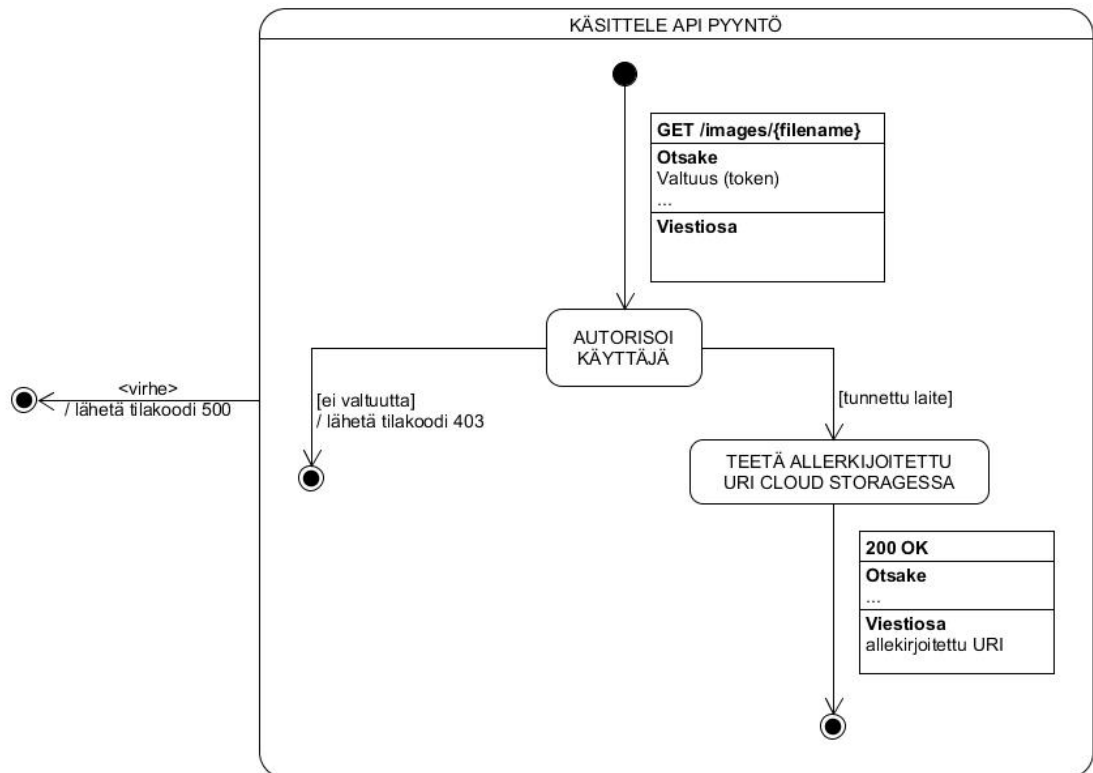 KÄSITTELE API PYYNTÖ
GET /images/{filename}
Otsake
Valtuus (token)
...
Viestiosa
AUTORISOI
KÄYTTÄJÄ
<virhe>
/ lähetä tilakoodi 500
[ei valtuutta]
/ lähetä tilakoodi 403
[tunnettu laite]
TEETÄ ALLERKIJOITETTU
URI CLOUD STORAGESSA
200 OK
Otsake
...
Viestiosa
allekirjoitettu URI